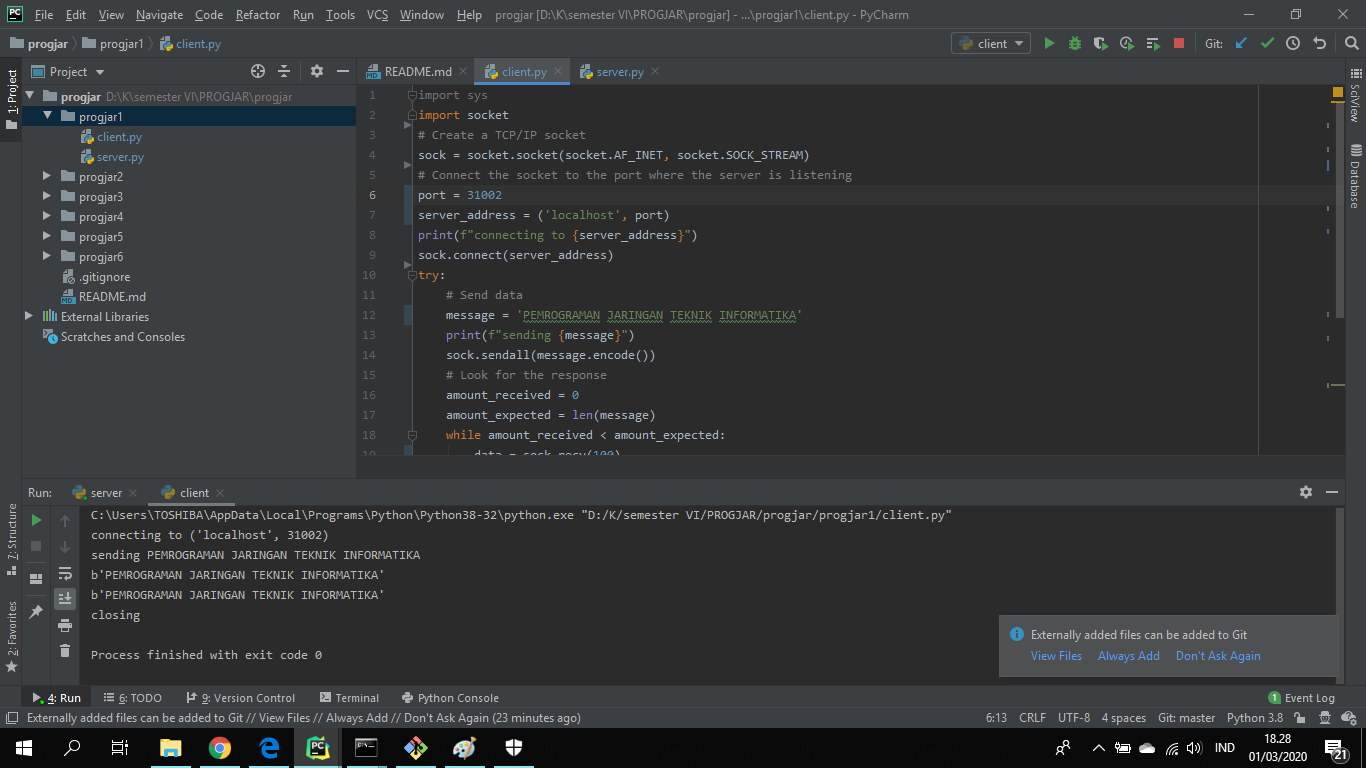 File Edit View Navigate Code Refactor Run Tools VCS Window Help progjar [D:\K\semester VI\PROGJAR\progjar] - ...\progjar1\client.py - PyCharm
progjar progjar1 client.py client Git:
1: Project
Project
README.md client.py server.py
progjar D:\K\semester VI\PROGJAR\progjar
progjar1
client.py
server.py
progjar2
progjar3
progjar4
progjar5
progjar6
.gitignore
README.md
External Libraries
Scratches and Consoles
1 import sys
2 import socket
3 # Create a TCP/IP socket
4 sock = socket.socket(socket.AF_INET, socket.SOCK_STREAM)
5 # Connect the socket to the port where the server is listening
6 port = 31002
7 server_address = ('localhost', port)
8 print(f"connecting to {server_address}")
9 sock.connect(server_address)
10 try:
11 # Send data
12 message = 'PEMROGRAMAN JARINGAN TEKNIK INFORMATIKA'
13 print(f"sending {message}")
14 sock.sendall(message.encode())
15 # Look for the response
16 amount_received = 0
17 amount_expected = len(message)
18 while amount_received < amount_expected:
19 data = sock.recv(100)
SciView
Database
7: Structure
2: Favorites
Run: server client
C:\Users\TOSHIBA\AppData\Local\Programs\Python\Python38-32\python.exe "D:/K/semester VI/PROGJAR/progjar/progjar1/client.py"
connecting to ('localhost', 31002)
sending PEMROGRAMAN JARINGAN TEKNIK INFORMATIKA
b'PEMROGRAMAN JARINGAN TEKNIK INFORMATIKA'
b'PEMROGRAMAN JARINGAN TEKNIK INFORMATIKA'
closing
Process finished with exit code 0
Externally added files can be added to Git
View Files Always Add Don't Ask Again
4: Run 6: TODO 9: Version Control Terminal Python Console 1 Event Log
Externally added files can be added to Git // View Files // Always Add // Don't Ask Again (23 minutes ago) 6:13 CRLF UTF-8 4 spaces Git: master Python 3.8
IND 18.28
01/03/2020 21